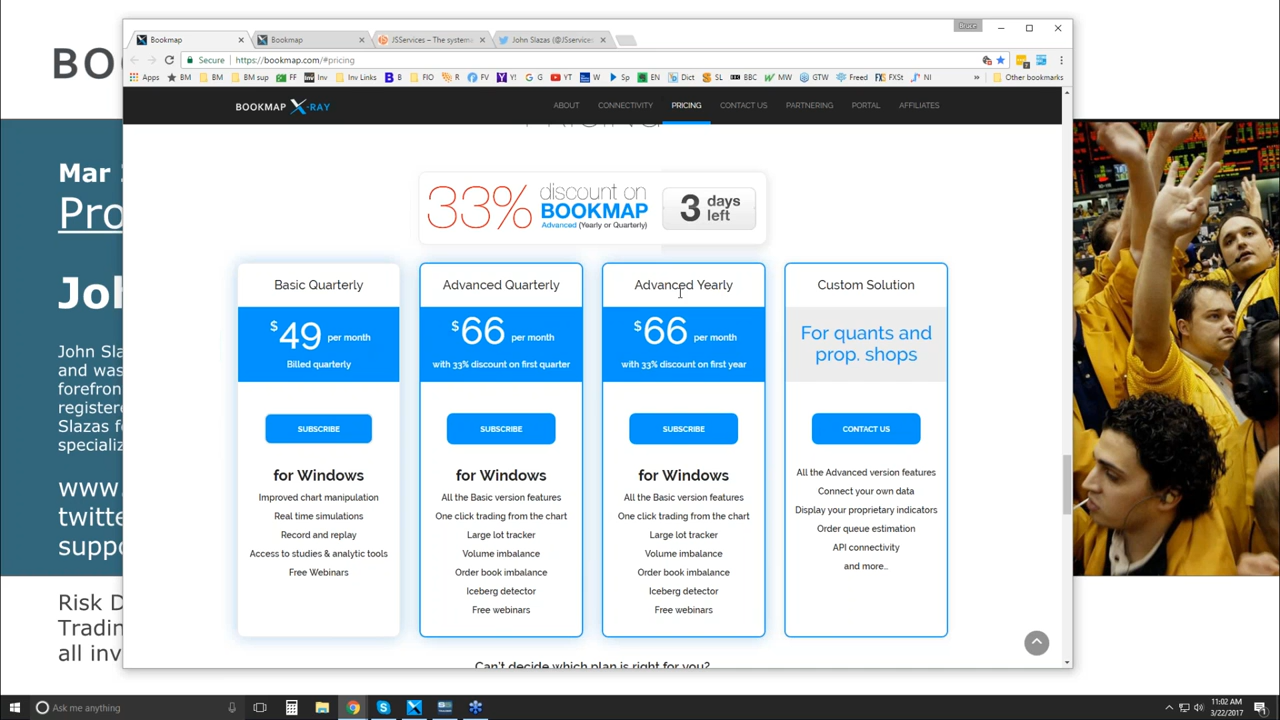 BO
Mar
Pro
Joh
John Sla
and was
forefron
registere
Slazas f
specializ
www.
twitte
suppo
Risk D
Tradin
all inv
Bruce
Bookmap
Bookmap
JSServices – The system
John Slazas (@JSservices
Secure
https://bookmap.com/#pricing
Apps
BM
BM
BM sup
FF
Inv
Inv Links
B
FIO
R
FV
Y!
G
YT
W
Sp
EN
Dict
SL
BBC
MW
GTW
Freed
FXSt
NI
Other bookmarks
BOOKMAP X-RAY
ABOUT
CONNECTIVITY
PRICING
CONTACT US
PARTNERING
PORTAL
AFFILIATES
PRICING
33% discount on
BOOKMAP
Advanced (Yearly or Quarterly)
3 days
left
Basic Quarterly
$49 per month
Billed quarterly
SUBSCRIBE
for Windows
Improved chart manipulation
Real time simulations
Record and replay
Access to studies & analytic tools
Free Webinars
Advanced Quarterly
$66 per month
with 33% discount on first quarter
SUBSCRIBE
for Windows
All the Basic version features
One click trading from the chart
Large lot tracker
Volume imbalance
Order book imbalance
Iceberg detector
Free webinars
Advanced Yearly
$66 per month
with 33% discount on first year
SUBSCRIBE
for Windows
All the Basic version features
One click trading from the chart
Large lot tracker
Volume imbalance
Order book imbalance
Iceberg detector
Free webinars
Custom Solution
For quants and
prop. shops
CONTACT US
All the Advanced version features
Connect your own data
Display your proprietary indicators
Order queue estimation
API connectivity
and more...
Can't decide which plan is right for you?
Ask me anything
11:02 AM
3/22/2017